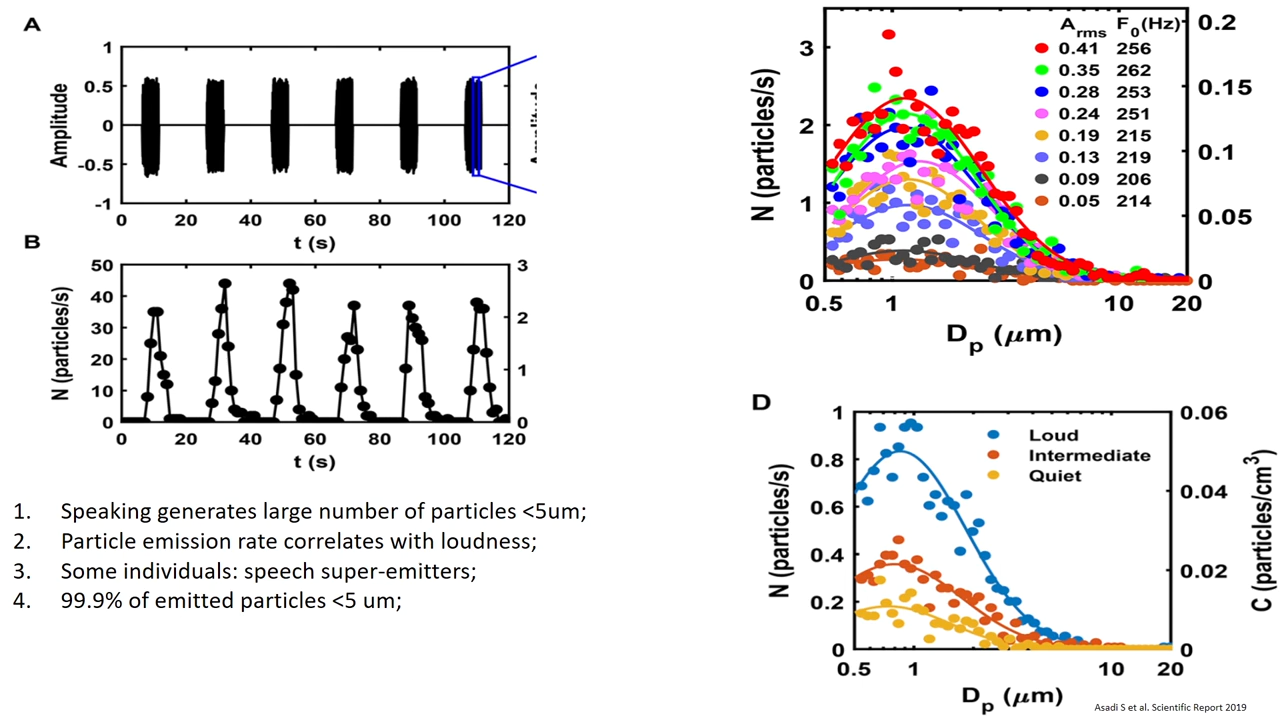 A
1
0.5
0
-0.5
-1
Amplitude
0 20 40 60 80 100 120
t (s)
B
50
40
30
20
10
0
N (particles/s)
3
2
1
0
0 20 40 60 80 100 120
t (s)
1. Speaking generates large number of particles <5um;
2. Particle emission rate correlates with loudness;
3. Some individuals: speech super-emitters;
4. 99.9% of emitted particles <5 um;
A rms F0(Hz)
0.41 256
0.35 262
0.28 253
0.24 251
0.19 215
0.13 219
0.09 206
0.05 214
3
2
1
0
N (particles/s)
0.2
0.15
0.1
0.05
0
0.5 1 10 20
Dp (μm)
D
1
0.8
0.6
0.4
0.2
0
N (particles/s)
Loud
Intermediate
Quiet
0.06
0.04
0.02
0
C (particles/cm3)
0.5 1 10 20
Dp (μm)
Asadi S et al. Scientific Report 2019